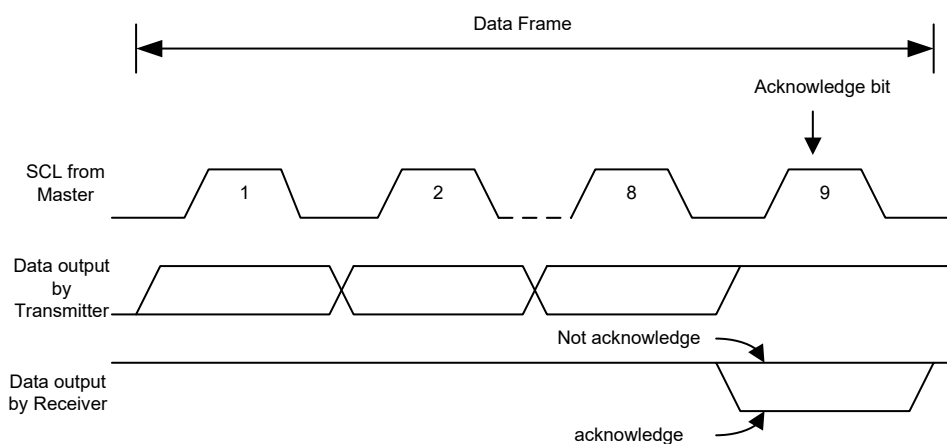 Data Frame
Acknowledge bit
SCL from
Master
1
2
8
9
Data output
by
Transmitter
Not acknowledge
Data output
by Receiver
acknowledge